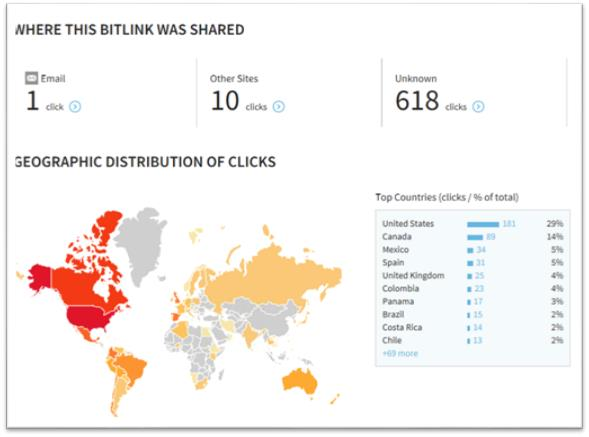 WHERE THIS BITLINK WAS SHARED
Email
1 click
Other Sites
10 clicks
Unknown
618 clicks
GEOGRAPHIC DISTRIBUTION OF CLICKS
Top Countries (clicks / % of total)
United States 181 29%
Canada 89 14%
Mexico 34 5%
Spain 31 5%
United Kingdom 25 4%
Colombia 23 4%
Panama 17 3%
Brazil 15 2%
Costa Rica 14 2%
Chile 13 2%
+69 more